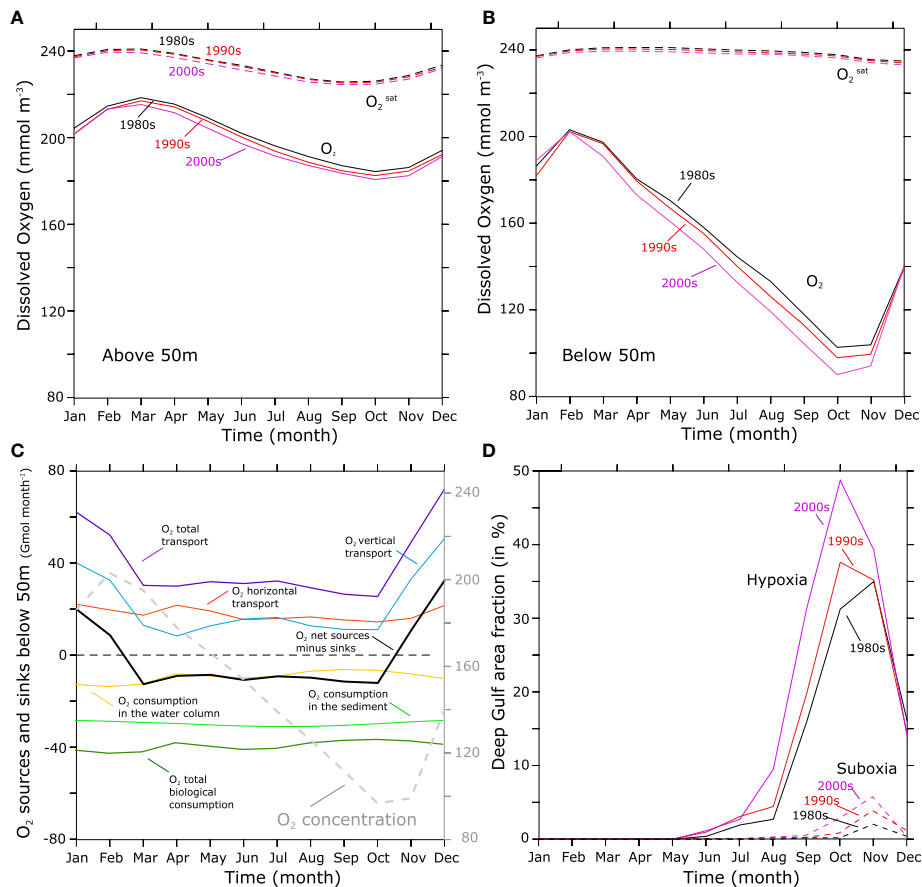 A
Dissolved Oxygen (mmol m⁻³)
240
200
160
120
80
1980s
1990s
2000s
O₂ sat
1980s
1990s
2000s
O₂
Above 50m
Jan Feb Mar Apr May Jun Jul Aug Sep Oct Nov Dec
Time (month)
B
Dissolved Oxygen (mmol m⁻³)
240
200
160
120
80
O₂ sat
1980s
1990s
2000s
O₂
Below 50m
Jan Feb Mar Apr May Jun Jul Aug Sep Oct Nov Dec
Time (month)
C
O₂ sources and sinks below 50m (Gmol month⁻¹)
80
40
0
-40
-80
240
200
160
120
80
O₂ total
transport
O₂ vertical
transport
O₂ horizontal
transport
O₂ net sources
minus sinks
O₂ consumption
in the water column
O₂ consumption
in the sediment
O₂ total
biological
consumption
O₂ concentration
Jan Feb Mar Apr May Jun Jul Aug Sep Oct Nov Dec
Time (month)
D
Deep Gulf area fraction (in %)
50
40
30
20
10
0
2000s
1990s
Hypoxia
1980s
Suboxia
2000s
1990s
1980s
Jan Feb Mar Apr May Jun Jul Aug Sep Oct Nov Dec
Time (month)